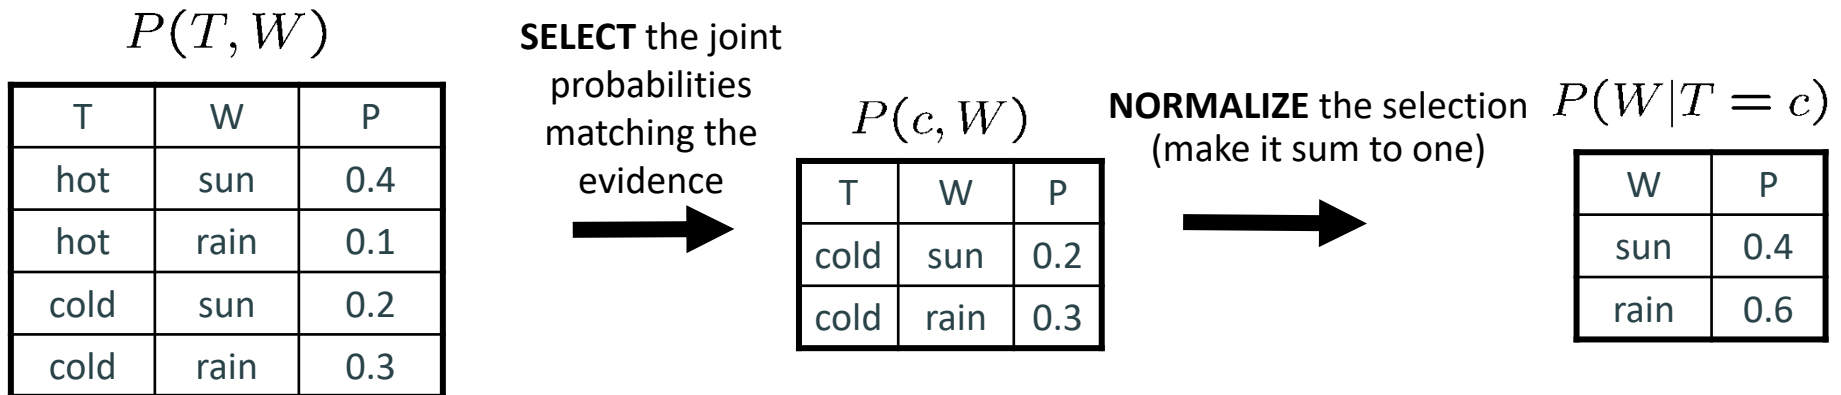 P(T, W)
T W P
hot sun 0.4
hot rain 0.1
cold sun 0.2
cold rain 0.3
SELECT the joint
probabilities
matching the
evidence
P(c, W)
T W P
cold sun 0.2
cold rain 0.3
NORMALIZE the selection
(make it sum to one)
P(W|T = c)
W P
sun 0.4
rain 0.6